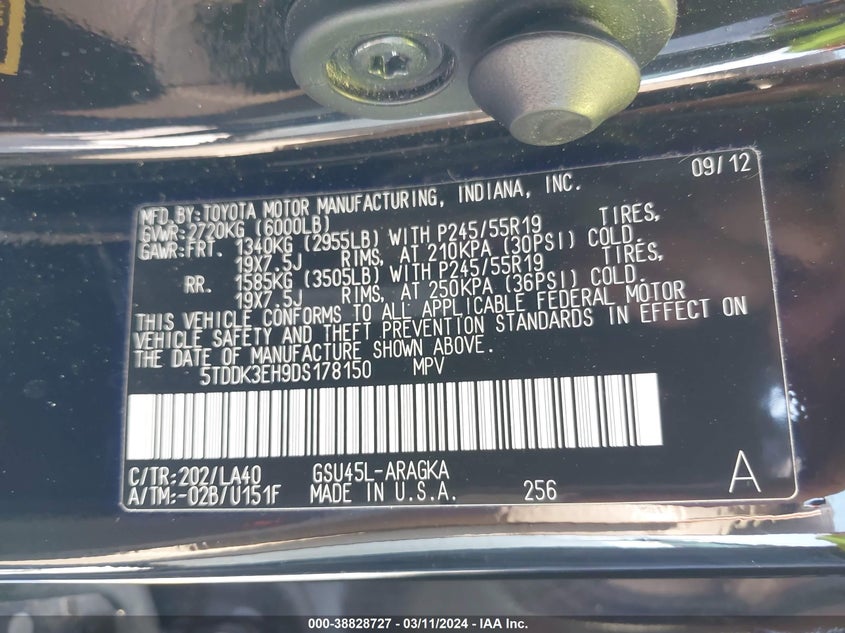 09/12
MFD.BY:TOYOTA MOTOR MANUFACTURING, INDIANA, INC.
GVWR:2720KG (6000LB)
GAWR:FRT. 1340KG (2955LB) WITH P245/55R19 TIRES,
19X7.5J RIMS, AT 210KPA (30PSI) COLD.
RR. 1585KG (3505LB) WITH P245/55R19 TIRES,
19X7.5J RIMS, AT 250KPA (36PSI) COLD.
THIS VEHICLE CONFORMS TO ALL APPLICABLE FEDERAL MOTOR
VEHICLE SAFETY AND THEFT PREVENTION STANDARDS IN EFFECT ON
THE DATE OF MANUFACTURE SHOWN ABOVE.
5TDDK3EH9DS178150 MPV
C/TR:202/LA40 GSU45L-ARAGKA
A/TM:-02B/U151F MADE IN U.S.A. 256 A
000-38828727 - 03/11/2024 - IAA Inc.